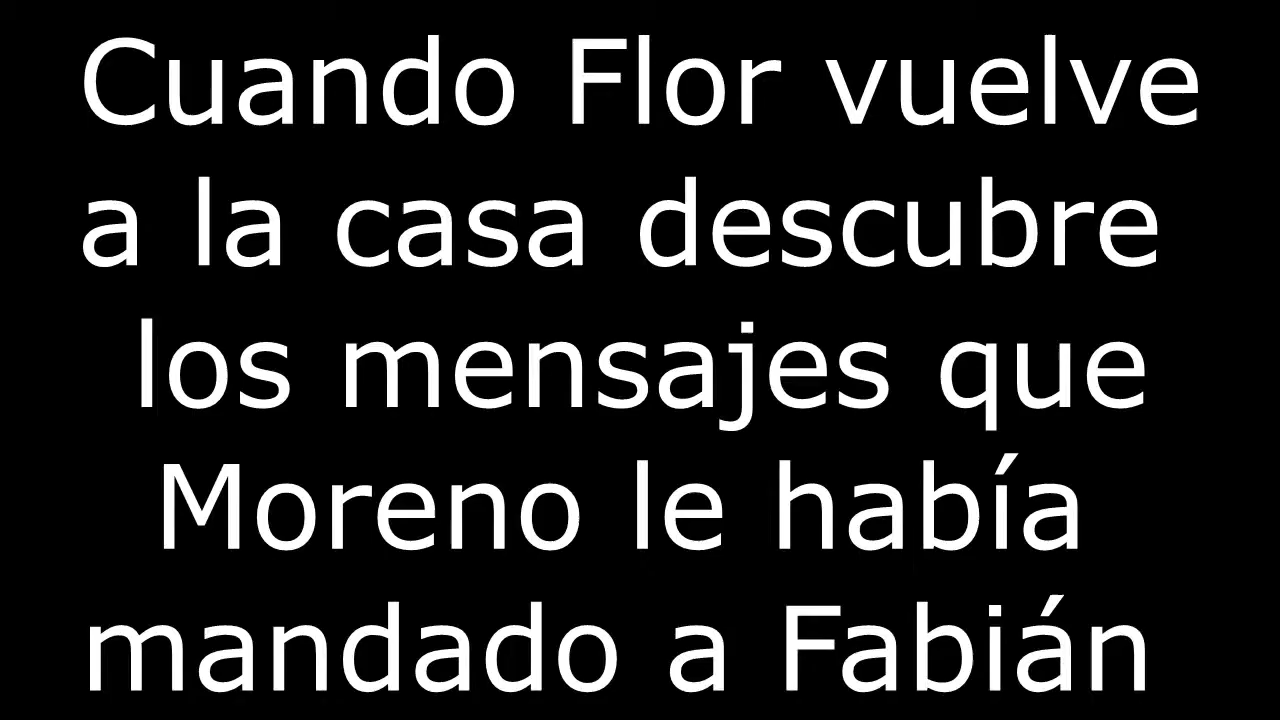 Cuando Flor vuelve
a la casa descubre
los mensajes que
Moreno le había
mandado a Fabián